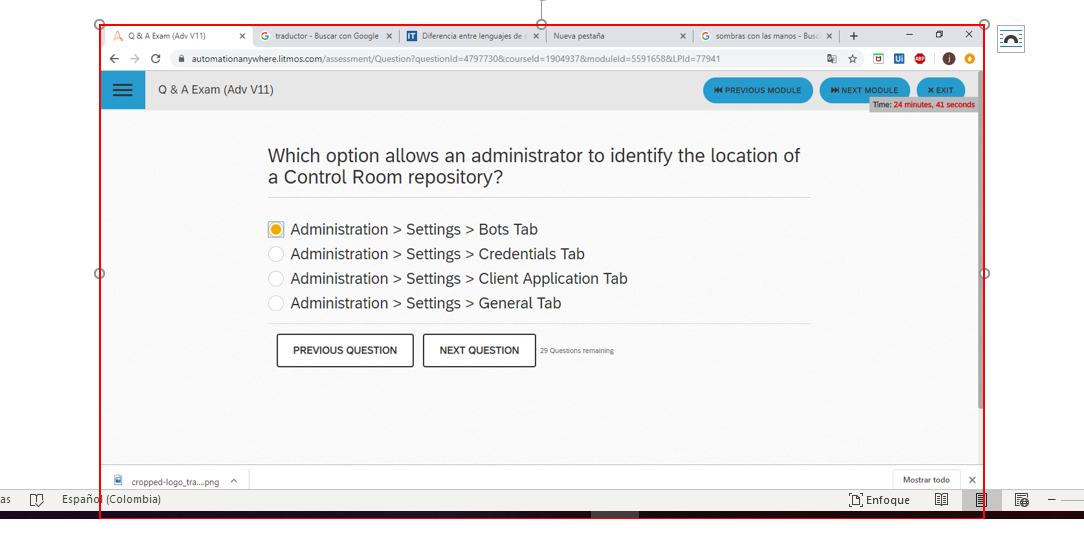 Q & A Exam (Adv V11)
traductor - Buscar con Google
Diferencia entre lenguajes de s
Nueva pestaña
sombras con las manos - Busc
automationanywhere.litmos.com/assessment/Question?questionId=4797730&courseId=1904937&moduleId=5591658&LPId=77941
Q & A Exam (Adv V11)
PREVIOUS MODULE
NEXT MODULE
EXIT
Time: 24 minutes, 41 seconds
Which option allows an administrator to identify the location of
a Control Room repository?
Administration > Settings > Bots Tab
Administration > Settings > Credentials Tab
Administration > Settings > Client Application Tab
Administration > Settings > General Tab
PREVIOUS QUESTION
NEXT QUESTION
29 Questions remaining
cropped-logo_tra....png
Mostrar todo
as
Español (Colombia)
Enfoque